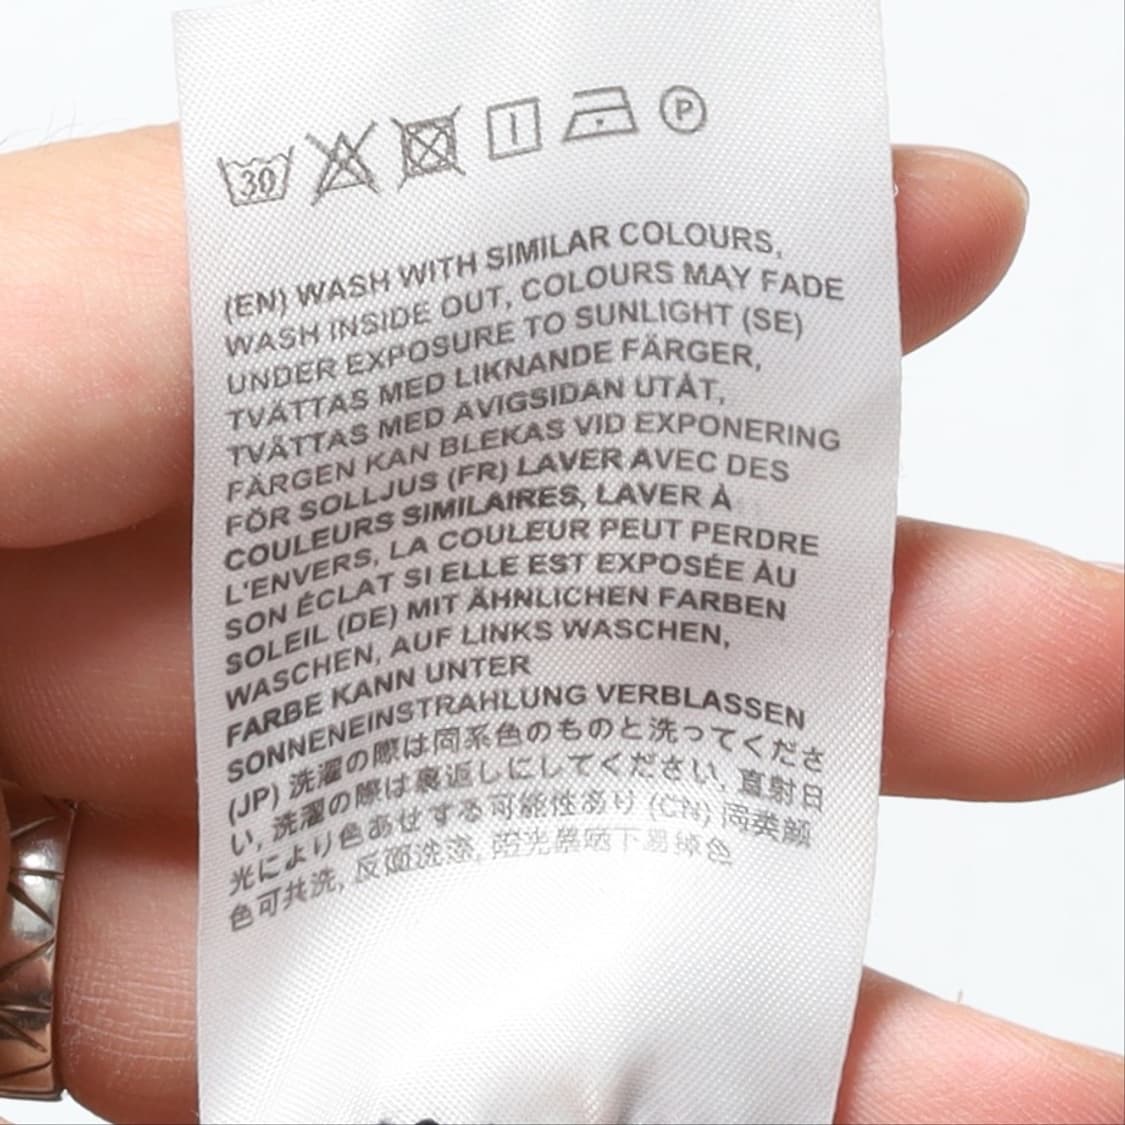 30 P
(EN) WASH WITH SIMILAR COLOURS,
WASH INSIDE OUT, COLOURS MAY FADE
UNDER EXPOSURE TO SUNLIGHT (SE)
TVÄTTAS MED LIKNANDE FÄRGER,
TVÄTTAS MED AVIGSIDAN UTÅT,
FÄRGEN KAN BLEKAS VID EXPONERING
FÖR SOLLJUS (FR) LAVER AVEC DES
COULEURS SIMILAIRES, LAVER À
L'ENVERS, LA COULEUR PEUT PERDRE
SON ÉCLAT SI ELLE EST EXPOSÉE AU
SOLEIL (DE) MIT ÄHNLICHEN FARBEN
WASCHEN, AUF LINKS WASCHEN,
FARBE KANN UNTER
SONNENEINSTRAHLUNG VERBLASSEN
(JP) 洗濯の際は同系色のものと洗ってくださ
い, 洗濯の際は裏返しにしてください, 直射日
光により色あせする可能性あり (CN) 同类颜
色可共洗, 反面洗涤, 下易掉色